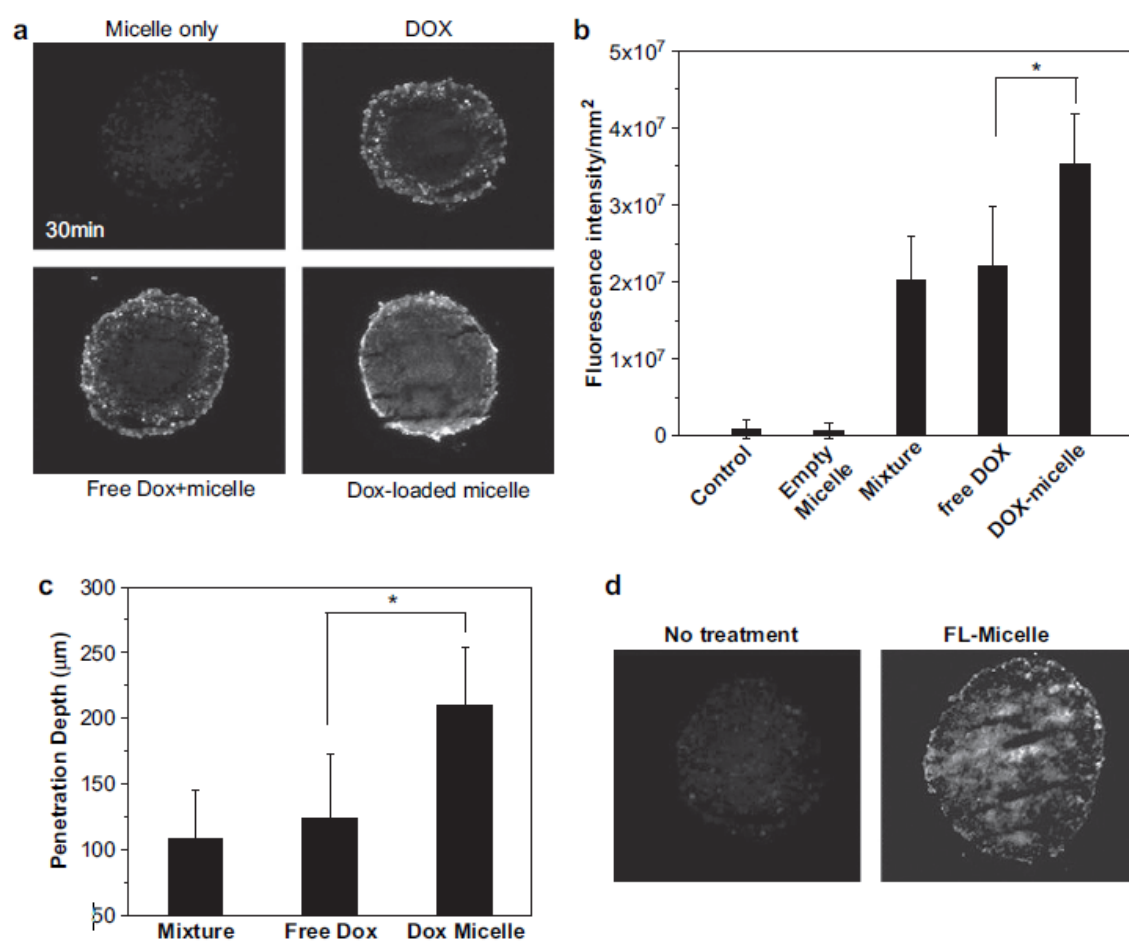 a
Micelle only
DOX
30min
Free Dox+micelle
Dox-loaded micelle
b
Fluorescence intensity/mm²
5x10⁷
4x10⁷
3x10⁷
2x10⁷
1x10⁷
0
*
Control
Empty
Micelle
Mixture
free DOX
DOX-micelle
c
Penetration Depth (μm)
300
250
200
150
100
50
*
Mixture
Free Dox
Dox Micelle
d
No treatment
FL-Micelle